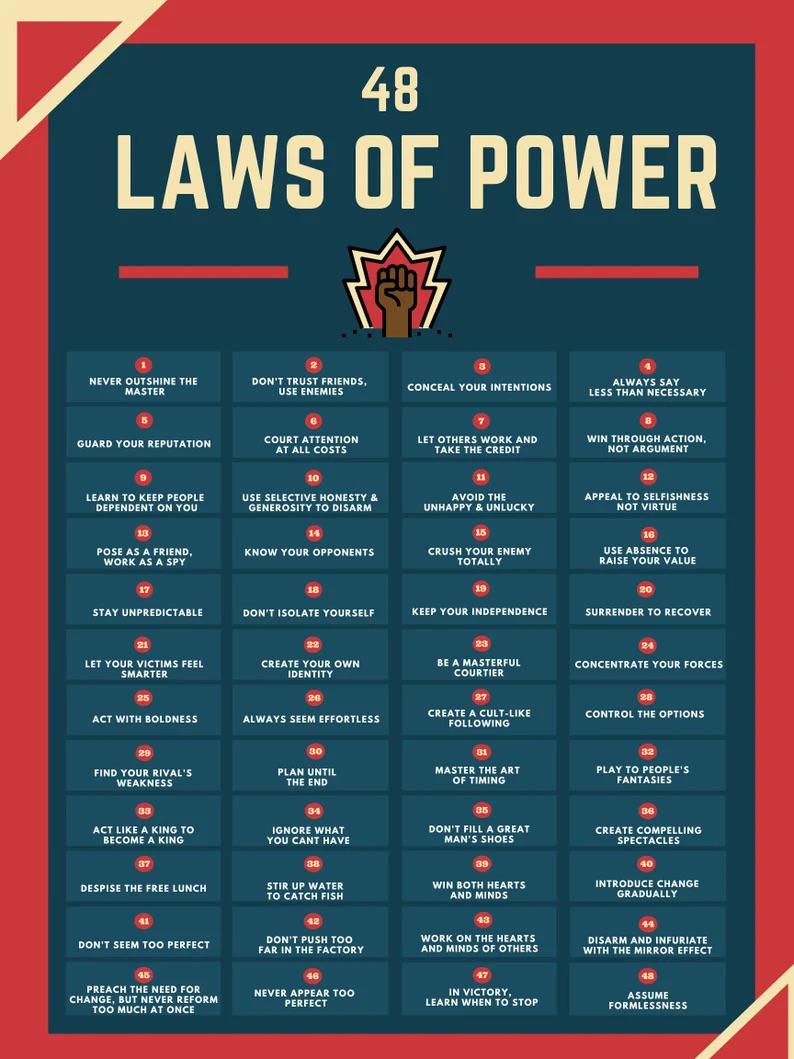 48
LAWS OF POWER
1
NEVER OUTSHINE THE
MASTER
2
DON'T TRUST FRIENDS,
USE ENEMIES
3
CONCEAL YOUR INTENTIONS
4
ALWAYS SAY
LESS THAN NECESSARY
5
GUARD YOUR REPUTATION
6
COURT ATTENTION
AT ALL COSTS
7
LET OTHERS WORK AND
TAKE THE CREDIT
8
WIN THROUGH ACTION,
NOT ARGUMENT
9
LEARN TO KEEP PEOPLE
DEPENDENT ON YOU
10
USE SELECTIVE HONESTY &
GENEROSITY TO DISARM
11
AVOID THE
UNHAPPY & UNLUCKY
12
APPEAL TO SELFISHNESS
NOT VIRTUE
13
POSE AS A FRIEND,
WORK AS A SPY
14
KNOW YOUR OPPONENTS
15
CRUSH YOUR ENEMY
TOTALLY
16
USE ABSENCE TO
RAISE YOUR VALUE
17
STAY UNPREDICTABLE
18
DON'T ISOLATE YOURSELF
19
KEEP YOUR INDEPENDENCE
20
SURRENDER TO RECOVER
21
LET YOUR VICTIMS FEEL
SMARTER
22
CREATE YOUR OWN
IDENTITY
23
BE A MASTERFUL
COURTIER
24
CONCENTRATE YOUR FORCES
25
ACT WITH BOLDNESS
26
ALWAYS SEEM EFFORTLESS
27
CREATE A CULT-LIKE
FOLLOWING
28
CONTROL THE OPTIONS
29
FIND YOUR RIVAL'S
WEAKNESS
30
PLAN UNTIL
THE END
31
MASTER THE ART
OF TIMING
32
PLAY TO PEOPLE'S
FANTASIES
33
ACT LIKE A KING TO
BECOME A KING
34
IGNORE WHAT
YOU CANT HAVE
35
DON'T FILL A GREAT
MAN'S SHOES
36
CREATE COMPELLING
SPECTACLES
37
DESPISE THE FREE LUNCH
38
STIR UP WATER
TO CATCH FISH
39
WIN BOTH HEARTS
AND MINDS
40
INTRODUCE CHANGE
GRADUALLY
41
DON'T SEEM TOO PERFECT
42
DON'T PUSH TOO
FAR IN THE FACTORY
43
WORK ON THE HEARTS
AND MINDS OF OTHERS
44
DISARM AND INFURIATE
WITH THE MIRROR EFFECT
45
PREACH THE NEED FOR
CHANGE, BUT NEVER REFORM
TOO MUCH AT ONCE
46
NEVER APPEAR TOO
PERFECT
47
IN VICTORY,
LEARN WHEN TO STOP
48
ASSUME
FORMLESSNESS